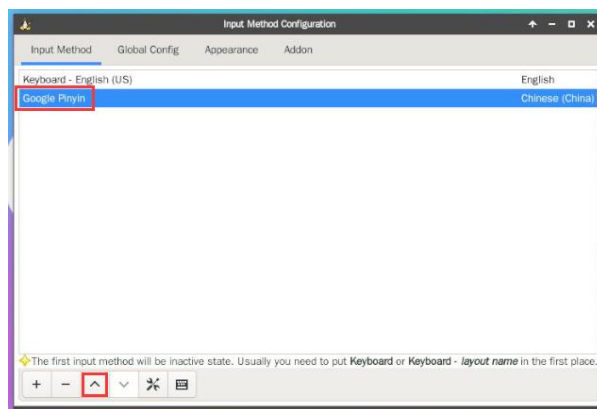 Input Method Configuration
Input Method Global Config Appearance Addon
Keyboard - English (US) English
Google Pinyin Chinese (China)
The first input method will be inactive state. Usually you need to put Keyboard or Keyboard - layout name in the first place.